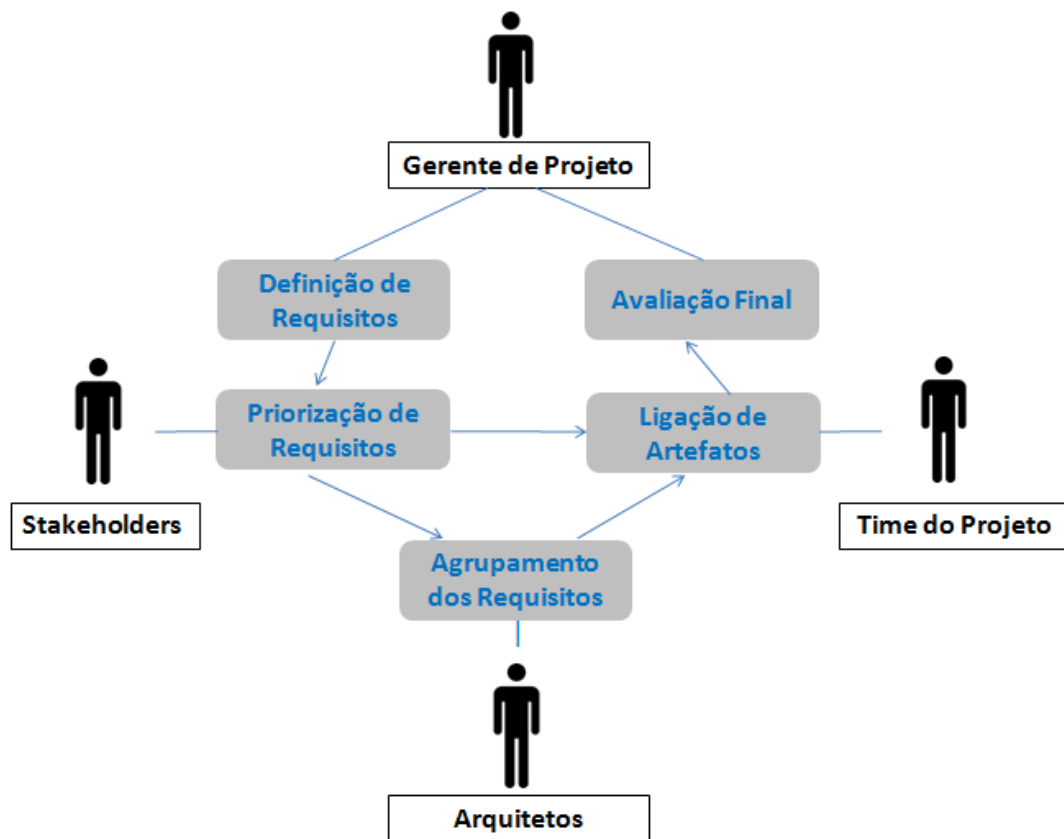 Gerente de Projeto
Definição de
Requisitos
Avaliação Final
Priorização de
Requisitos
Ligação de
Artefatos
Stakeholders
Time do Projeto
Agrupamento
dos Requisitos
Arquitetos